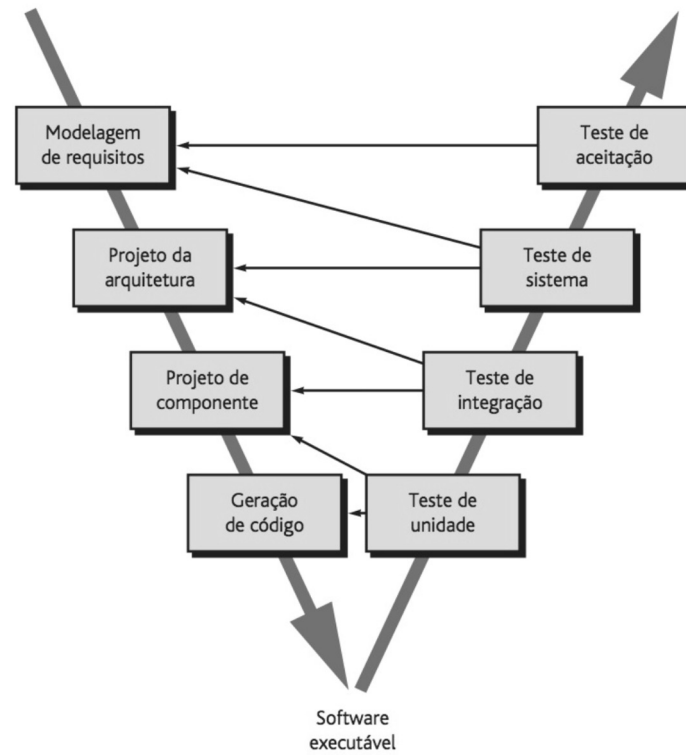 Modelagem
de requisitos
Teste de
aceitação
Projeto da
arquitetura
Teste de
sistema
Projeto de
componente
Teste de
integração
Geração
de código
Teste de
unidade
Software
executável